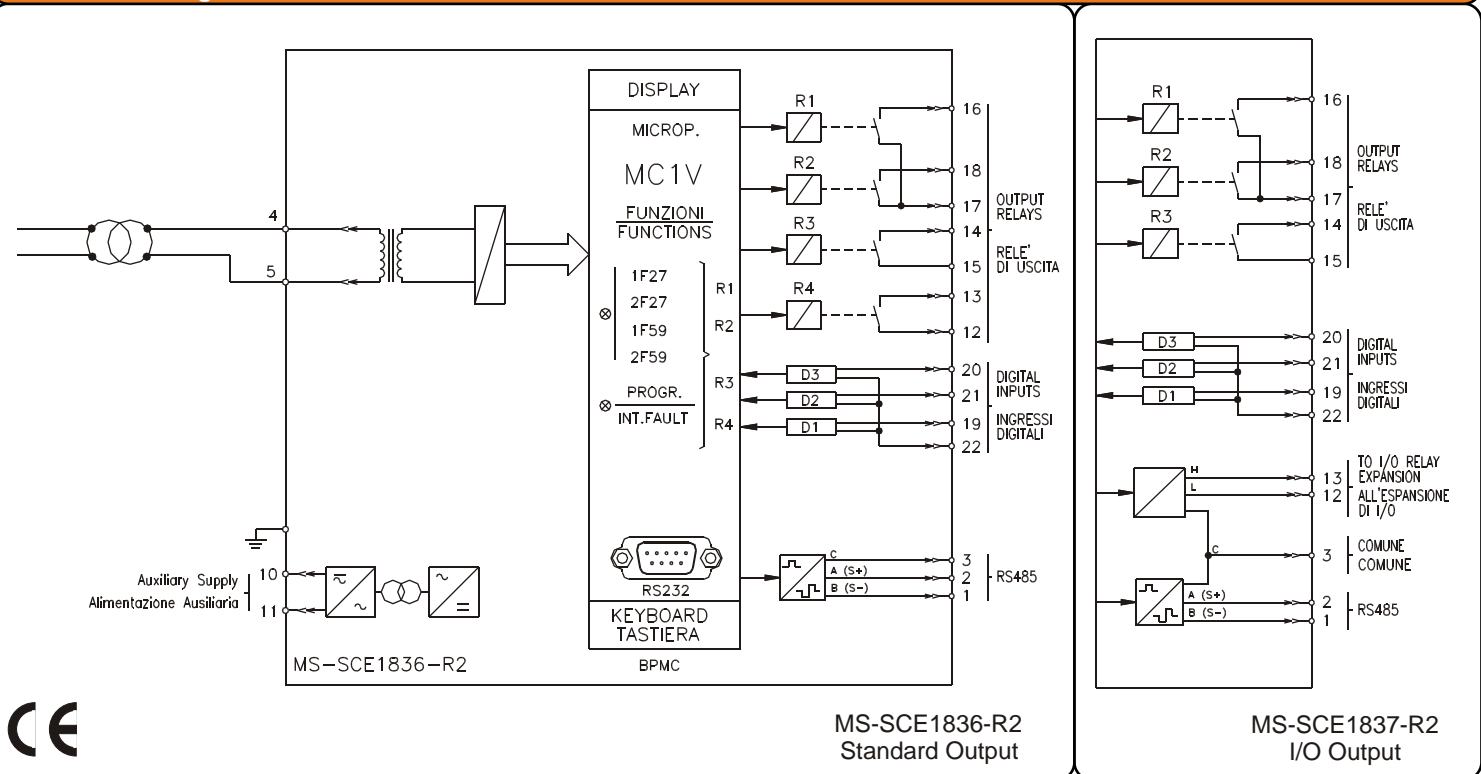 DISPLAY
MICROP.
MC1V
FUNZIONI
FUNCTIONS
1F27
2F27
1F59
2F59
PROGR.
INT.FAULT
R1
R2
R3
R4
RS232
KEYBOARD
TASTIERA
BPMC
4
5
Auxiliary Supply
Alimentazione Ausiliaria
10
11
MS-SCE1836-R2
R1
R2
R3
R4
16
18
17
14
15
13
12
OUTPUT
RELAYS
RELE'
DI USCITA
D3
D2
D1
20
21
19
22
DIGITAL
INPUTS
INGRESSI
DIGITALI
C
A (S+)
B (S-)
3
2
1
RS485
MS-SCE1836-R2
Standard Output
R1
R2
R3
16
18
17
14
15
OUTPUT
RELAYS
RELE'
DI USCITA
D3
D2
D1
20
21
19
22
DIGITAL
INPUTS
INGRESSI
DIGITALI
H
L
C
13
12
TO I/O RELAY
EXPANSION
ALL'ESPANSIONE
DI I/O
3
COMUNE
COMUNE
A (S+)
B (S-)
2
1
RS485
MS-SCE1837-R2
I/O Output
CE